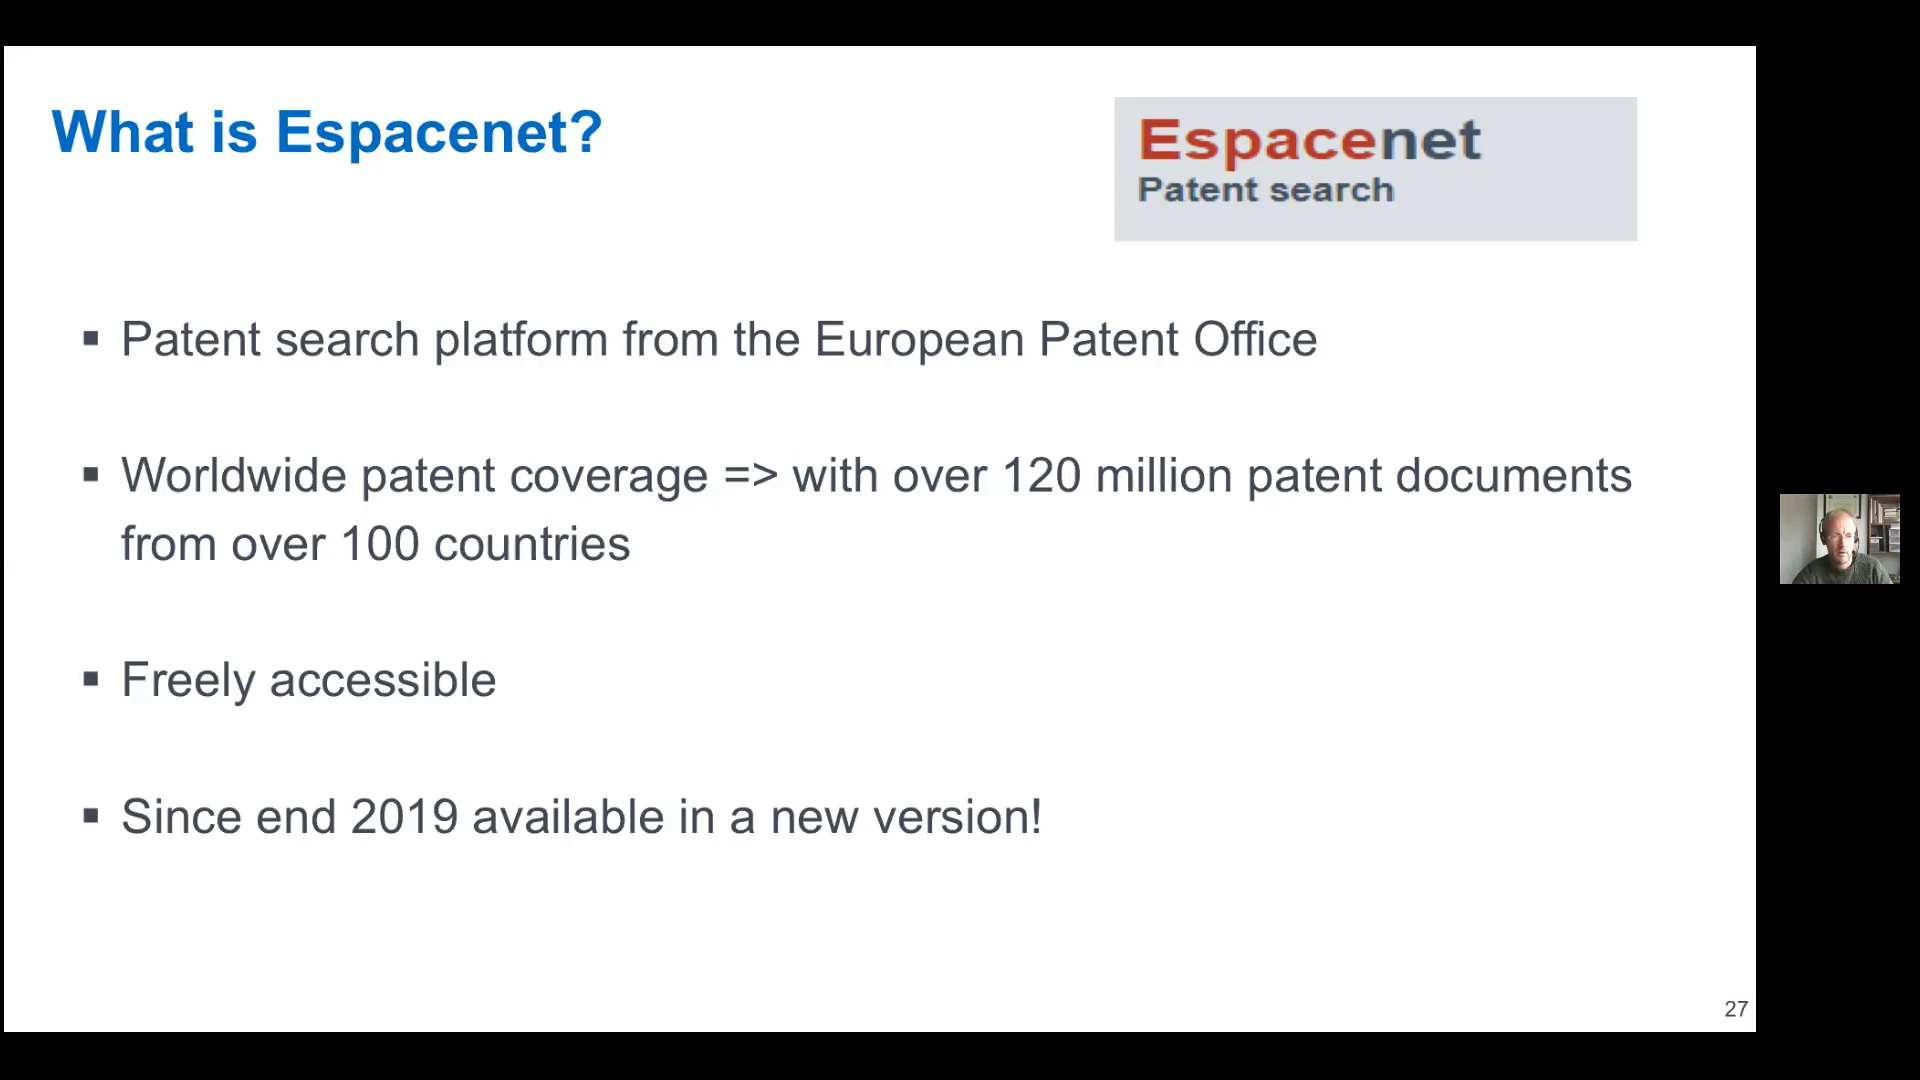 What is Espacenet?
Espacenet
Patent search
▪ Patent search platform from the European Patent Office
▪ Worldwide patent coverage => with over 120 million patent documents
from over 100 countries
▪ Freely accessible
▪ Since end 2019 available in a new version!
27